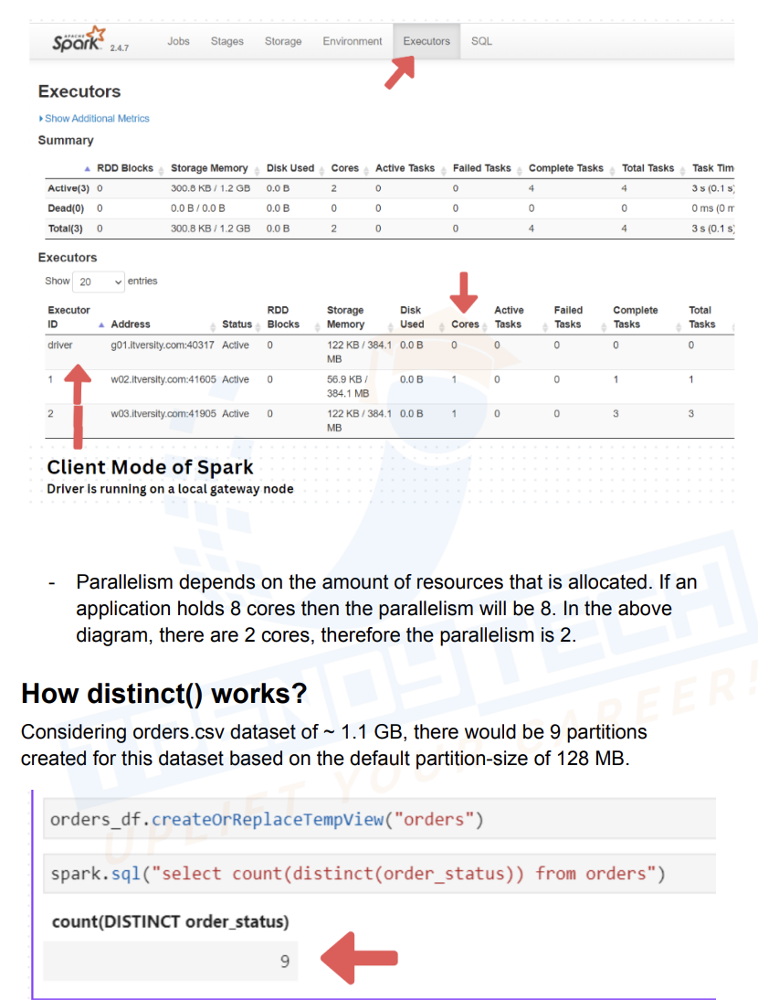 APACHE
Spark 2.4.7 Jobs Stages Storage Environment Executors SQL
Executors
Show Additional Metrics
Summary
RDD Blocks Storage Memory Disk Used Cores Active Tasks Failed Tasks Complete Tasks Total Tasks Task Tim
Active(3) 0 300.8 KB / 1.2 GB 0.0 B 2 0 0 4 4 3 s (0.1 s)
Dead(0) 0 0.0 B / 0.0 B 0.0 B 0 0 0 0 0 0 ms (0 m
Total(3) 0 300.8 KB / 1.2 GB 0.0 B 2 0 0 4 4 3 s (0.1 s)
Executors
Show 20 entries
Executor ID Address Status RDD Blocks Storage Memory Disk Used Cores Active Tasks Failed Tasks Complete Tasks Total Tasks
driver g01.itversity.com:40317 Active 0 122 KB / 384.1 MB 0.0 B 0 0 0 0 0
1 w02.itversity.com:41605 Active 0 56.9 KB / 384.1 MB 0.0 B 1 0 0 1 1
2 w03.itversity.com:41905 Active 0 122 KB / 384.1 MB 0.0 B 1 0 0 3 3
Client Mode of Spark
Driver is running on a local gateway node
- Parallelism depends on the amount of resources that is allocated. If an
application holds 8 cores then the parallelism will be 8. In the above
diagram, there are 2 cores, therefore the parallelism is 2.
How distinct() works?
Considering orders.csv dataset of ~ 1.1 GB, there would be 9 partitions
created for this dataset based on the default partition-size of 128 MB.
orders_df.createOrReplaceTempView("orders")
spark.sql("select count(distinct(order_status)) from orders")
count(DISTINCT order_status)
9
TRENDYTECH
UPLIFT YOUR CAREER!